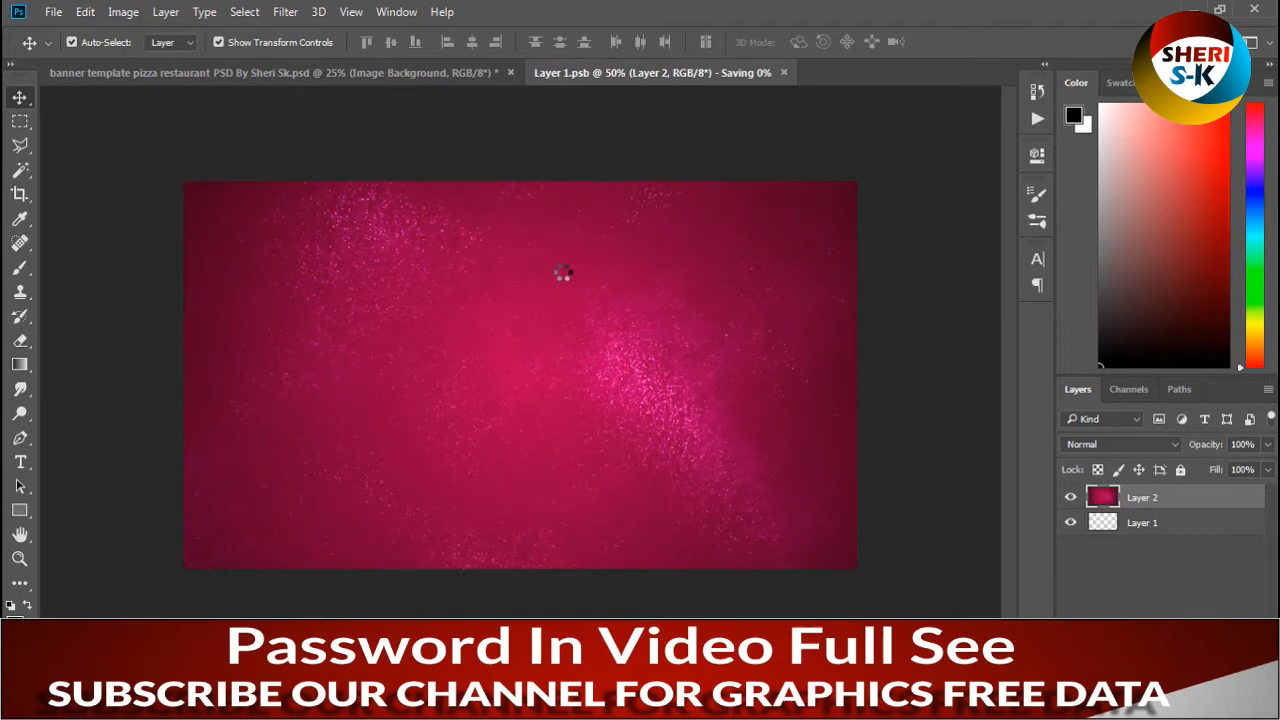 Ps File Edit Image Layer Type Select Filter 3D View Window Help
Auto-Select: Layer Show Transform Controls 3D Mode:
SHERI
S-K
banner template pizza restaurant PSD By Sheri Sk.psd @ 25% (Image Background, RGB/8*) * × Layer 1.psb @ 50% (Layer 2, RGB/8*) - Saving 0% ×
Color
Layers Channels Paths
Kind
Normal Opacity: 100%
Lock: Fill: 100%
Layer 2
Layer 1
Password In Video Full See
SUBSCRIBE OUR CHANNEL FOR GRAPHICS FREE DATA